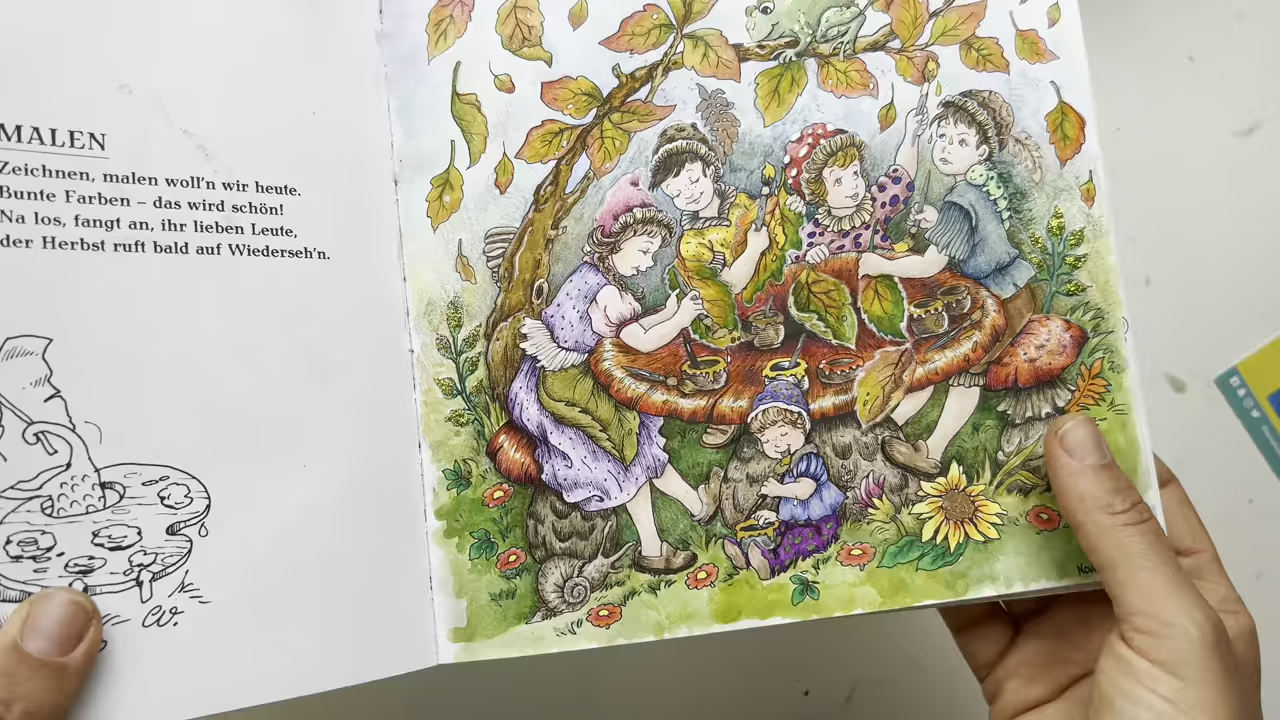 MALEN
Zeichnen, malen woll'n wir heute.
Bunte Farben – das wird schön!
Na los, fangt an, ihr lieben Leute,
der Herbst ruft bald auf Wiederseh'n.